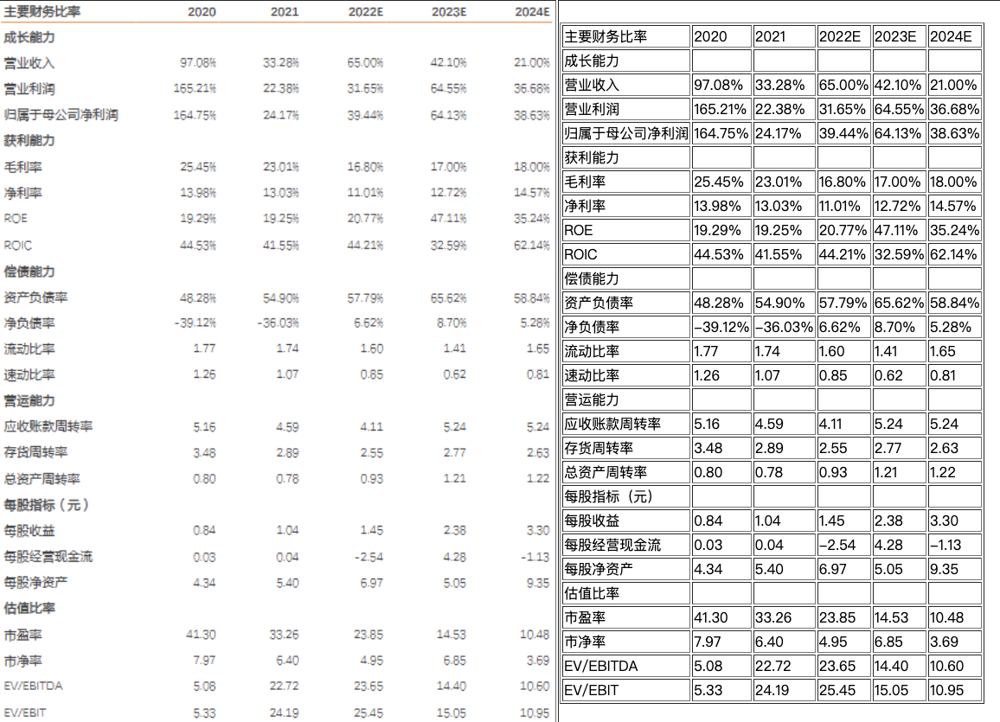 主要财务比率 2020 2021 2022E 2023E 2024E
成长能力
营业收入 97.08% 33.28% 65.00% 42.10% 21.00%
营业利润 165.21% 22.38% 31.65% 64.55% 36.68%
归属于母公司净利润 164.75% 24.17% 39.44% 64.13% 38.63%
获利能力
毛利率 25.45% 23.01% 16.80% 17.00% 18.00%
净利率 13.98% 13.03% 11.01% 12.72% 14.57%
ROE 19.29% 19.25% 20.77% 47.11% 35.24%
ROIC 44.53% 41.55% 44.21% 32.59% 62.14%
偿债能力
资产负债率 48.28% 54.90% 57.79% 65.62% 58.84%
净负债率 -39.12% -36.03% 6.62% 8.70% 5.28%
流动比率 1.77 1.74 1.60 1.41 1.65
速动比率 1.26 1.07 0.85 0.62 0.81
营运能力
应收账款周转率 5.16 4.59 4.11 5.24 5.24
存货周转率 3.48 2.89 2.55 2.77 2.63
总资产周转率 0.80 0.78 0.93 1.21 1.22
每股指标（元）
每股收益 0.84 1.04 1.45 2.38 3.30
每股经营现金流 0.03 0.04 -2.54 4.28 -1.13
每股净资产 4.34 5.40 6.97 5.05 9.35
估值比率
市盈率 41.30 33.26 23.85 14.53 10.48
市净率 7.97 6.40 4.95 6.85 3.69
EV/EBITDA 5.08 22.72 23.65 14.40 10.60
EV/EBIT 5.33 24.19 25.45 15.05 10.95
主要财务比率 2020 2021 2022E 2023E 2024E
成长能力
营业收入 97.08% 33.28% 65.00% 42.10% 21.00%
营业利润 165.21% 22.38% 31.65% 64.55% 36.68%
归属于母公司净利润 164.75% 24.17% 39.44% 64.13% 38.63%
获利能力
毛利率 25.45% 23.01% 16.80% 17.00% 18.00%
净利率 13.98% 13.03% 11.01% 12.72% 14.57%
ROE 19.29% 19.25% 20.77% 47.11% 35.24%
ROIC 44.53% 41.55% 44.21% 32.59% 62.14%
偿债能力
资产负债率 48.28% 54.90% 57.79% 65.62% 58.84%
净负债率 –39.12% –36.03% 6.62% 8.70% 5.28%
流动比率 1.77 1.74 1.60 1.41 1.65
速动比率 1.26 1.07 0.85 0.62 0.81
营运能力
应收账款周转率 5.16 4.59 4.11 5.24 5.24
存货周转率 3.48 2.89 2.55 2.77 2.63
总资产周转率 0.80 0.78 0.93 1.21 1.22
每股指标（元）
每股收益 0.84 1.04 1.45 2.38 3.30
每股经营现金流 0.03 0.04 –2.54 4.28 –1.13
每股净资产 4.34 5.40 6.97 5.05 9.35
估值比率
市盈率 41.30 33.26 23.85 14.53 10.48
市净率 7.97 6.40 4.95 6.85 3.69
EV/EBITDA 5.08 22.72 23.65 14.40 10.60
EV/EBIT 5.33 24.19 25.45 15.05 10.95